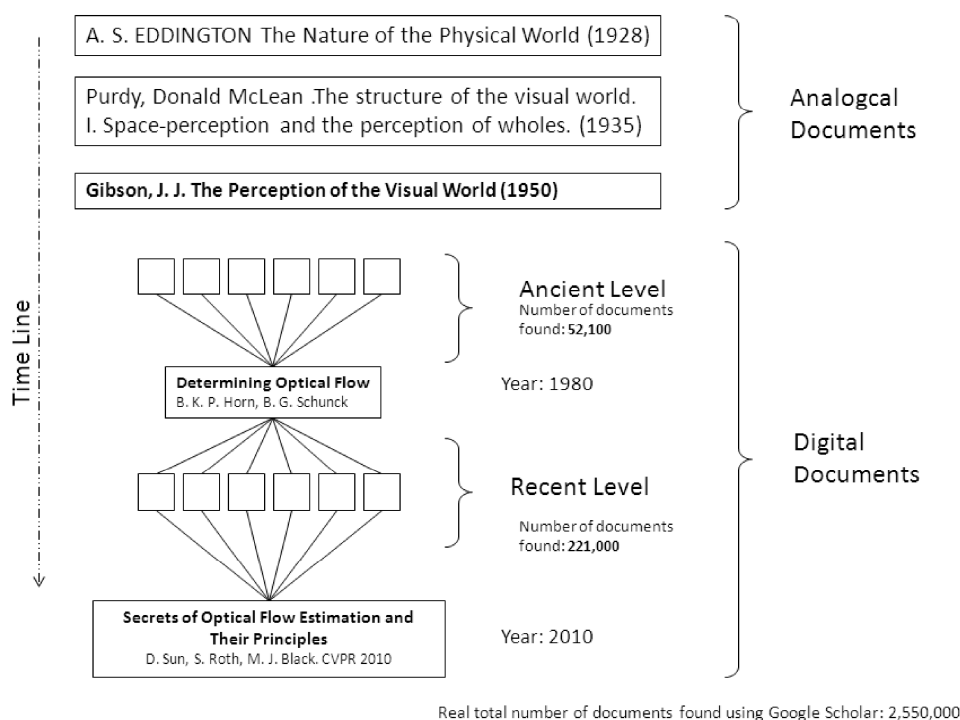 A. S. EDDINGTON The Nature of the Physical World (1928)
Purdy, Donald McLean .The structure of the visual world.
I. Space-perception and the perception of wholes. (1935)
Gibson, J. J. The Perception of the Visual World (1950)
Analogcal
Documents
Time Line
Ancient Level
Number of documents
found: 52,100
Determining Optical Flow
B. K. P. Horn, B. G. Schunck
Year: 1980
Digital
Documents
Recent Level
Number of documents
found: 221,000
Secrets of Optical Flow Estimation and
Their Principles
D. Sun, S. Roth, M. J. Black. CVPR 2010
Year: 2010
Real total number of documents found using Google Scholar: 2,550,000